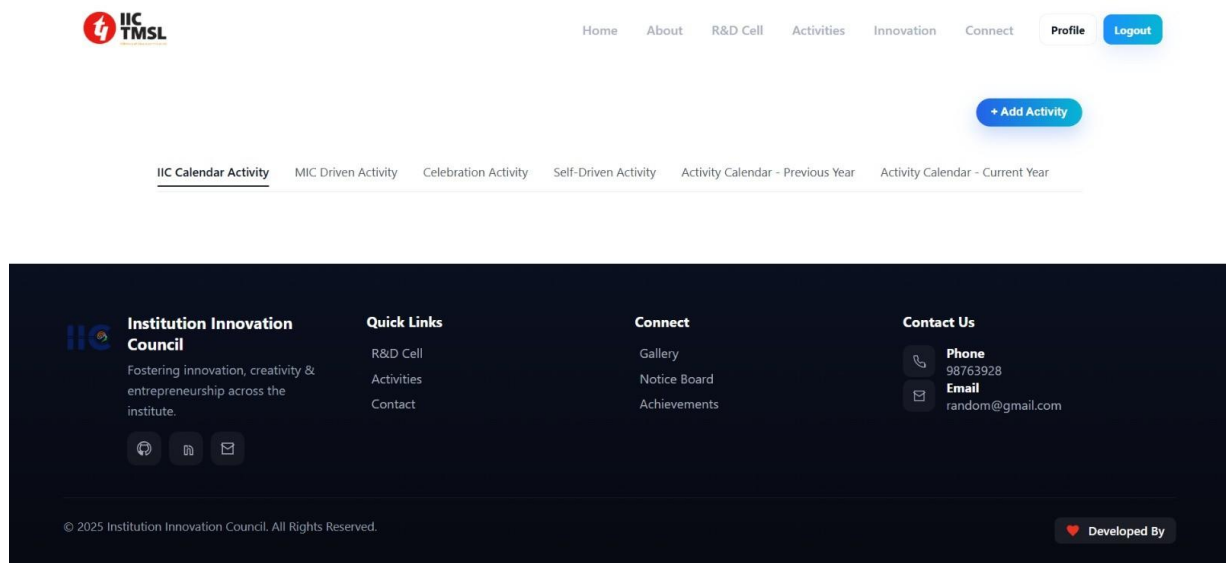 IIC
TMSL
Home About R&D Cell Activities Innovation Connect Profile Logout
+ Add Activity
IIC Calendar Activity MIC Driven Activity Celebration Activity Self-Driven Activity Activity Calendar - Previous Year Activity Calendar - Current Year
IIC
Institution Innovation
Council
Fostering innovation, creativity &
entrepreneurship across the
institute.
Quick Links
R&D Cell
Activities
Contact
Connect
Gallery
Notice Board
Achievements
Contact Us
Phone
98763928
Email
random@gmail.com
© 2025 Institution Innovation Council. All Rights Reserved.
Developed By